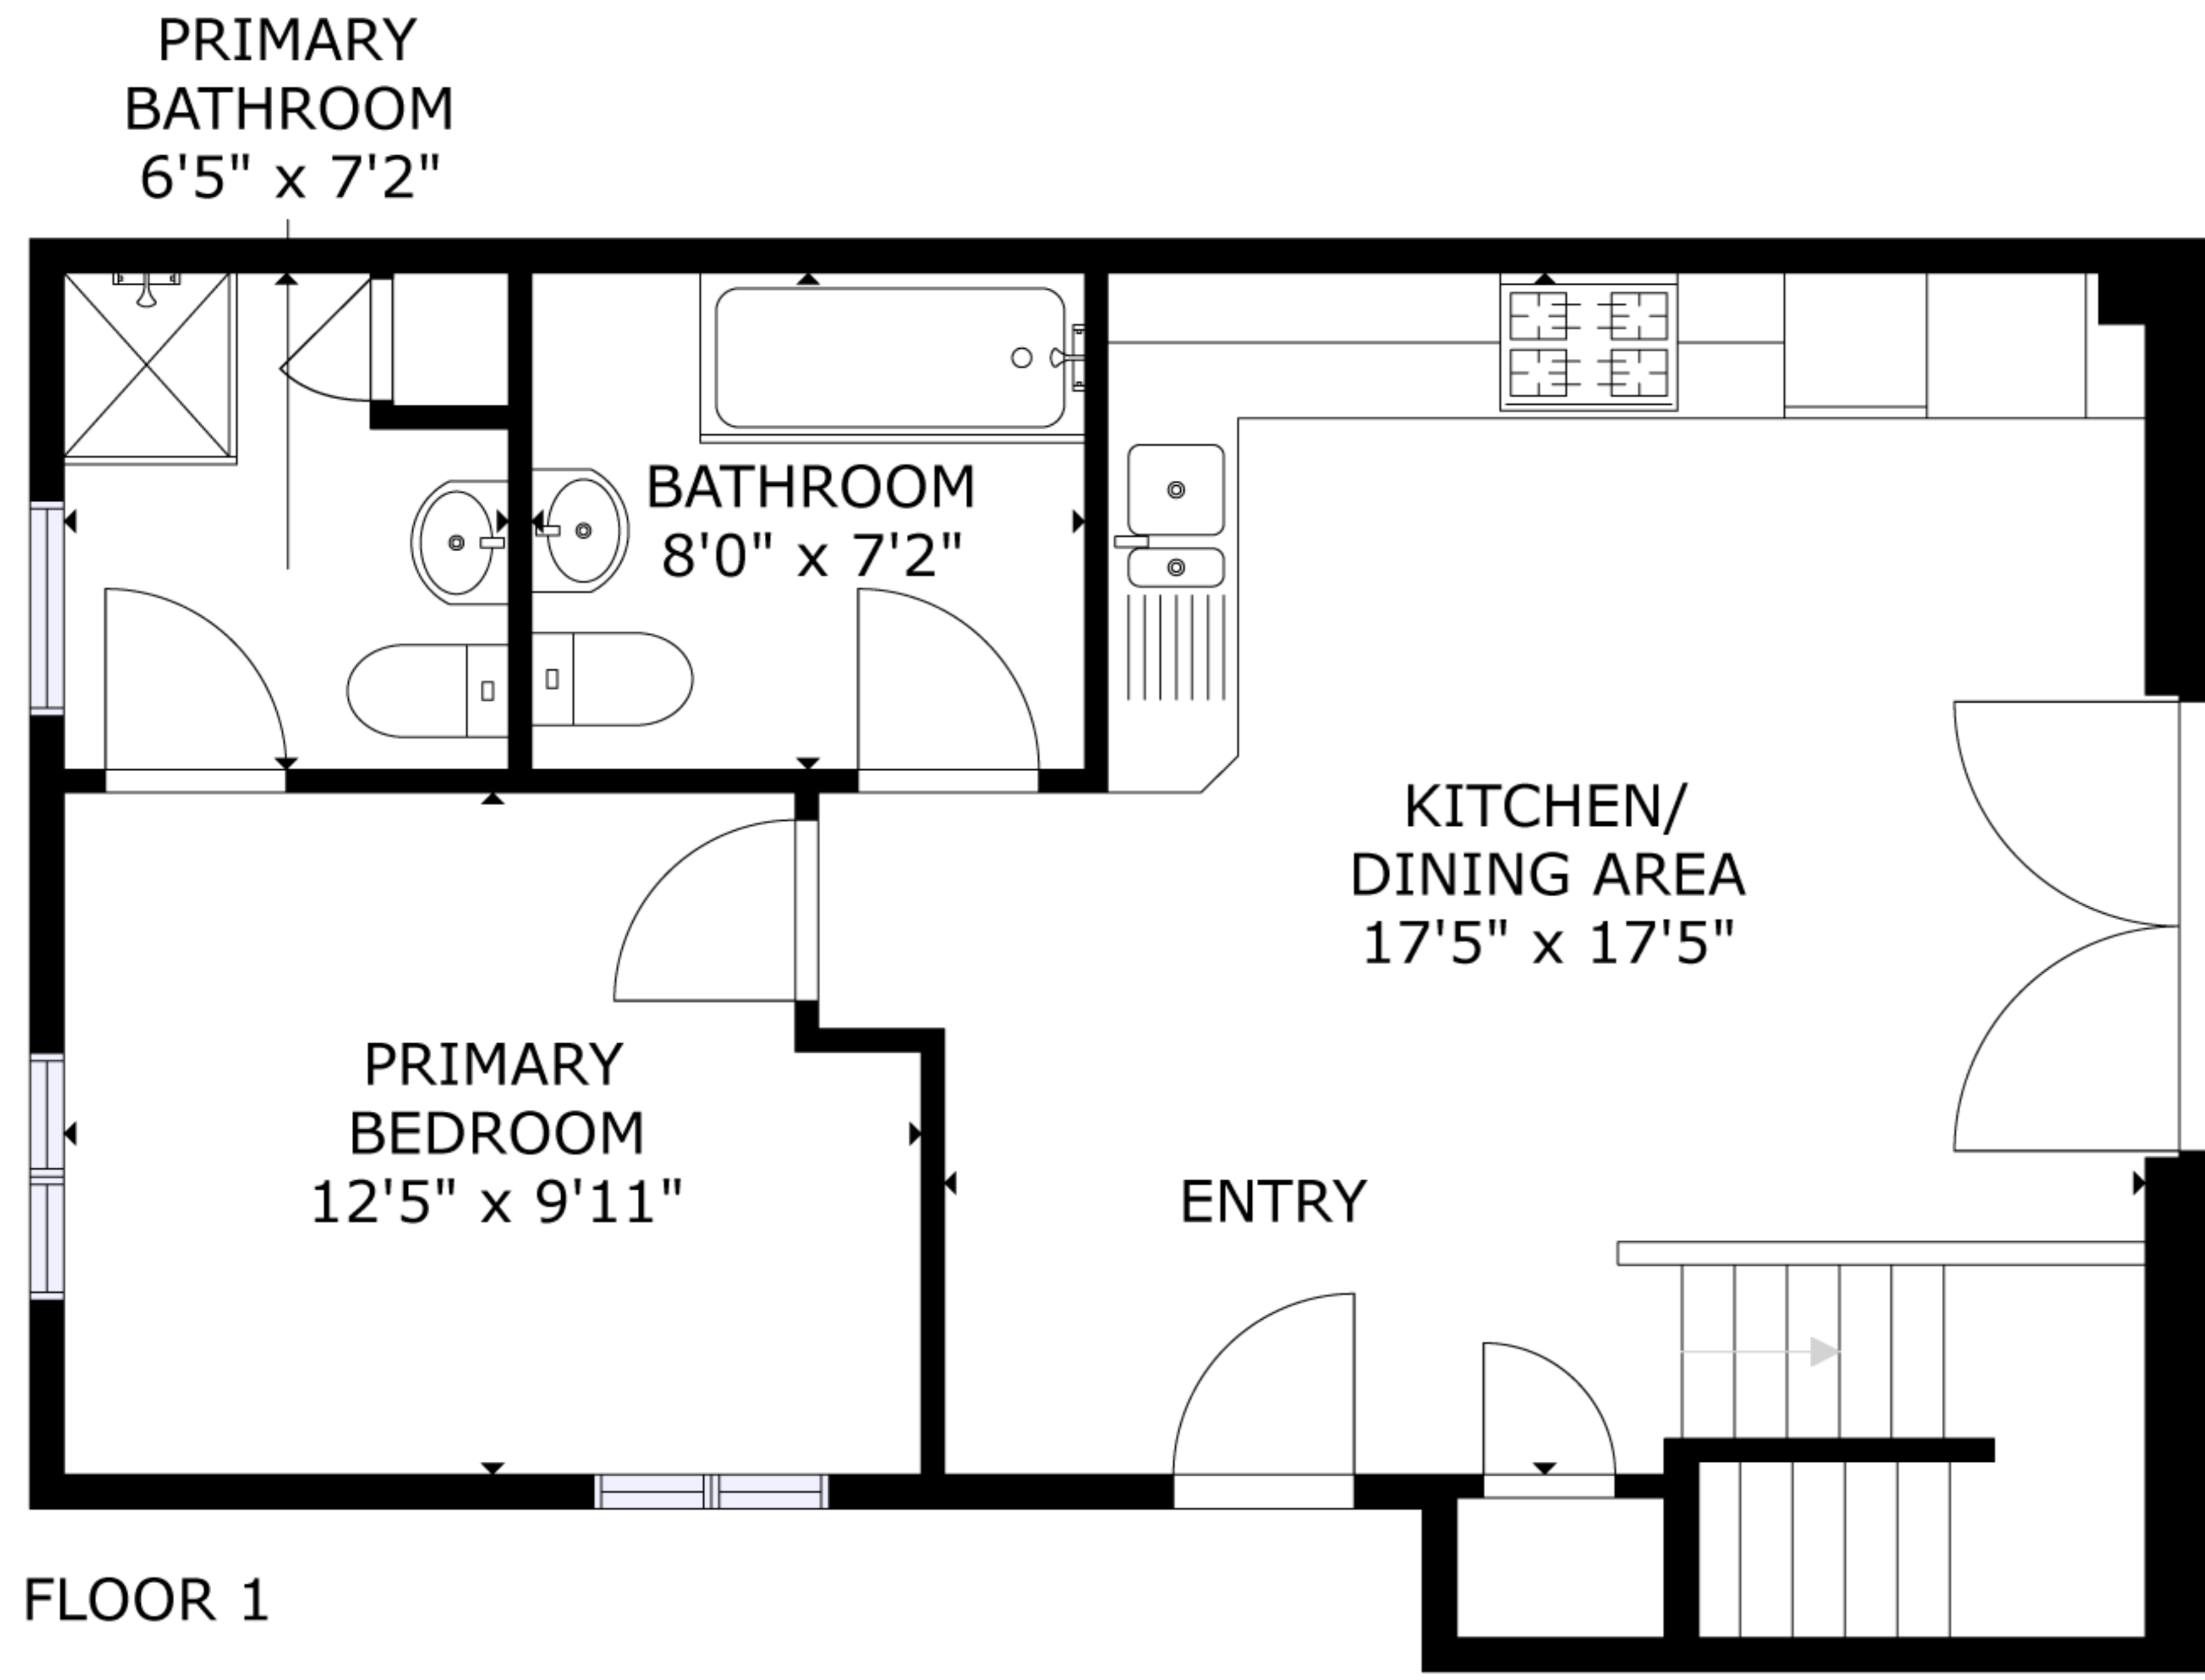 PRIMARY
BATHROOM
6'5" x 7'2"
BATHROOM
8'0" x 7'2"
KITCHEN/
DINING AREA
17'5" x 17'5"
PRIMARY
BEDROOM
12'5" x 9'11"
ENTRY
FLOOR 1